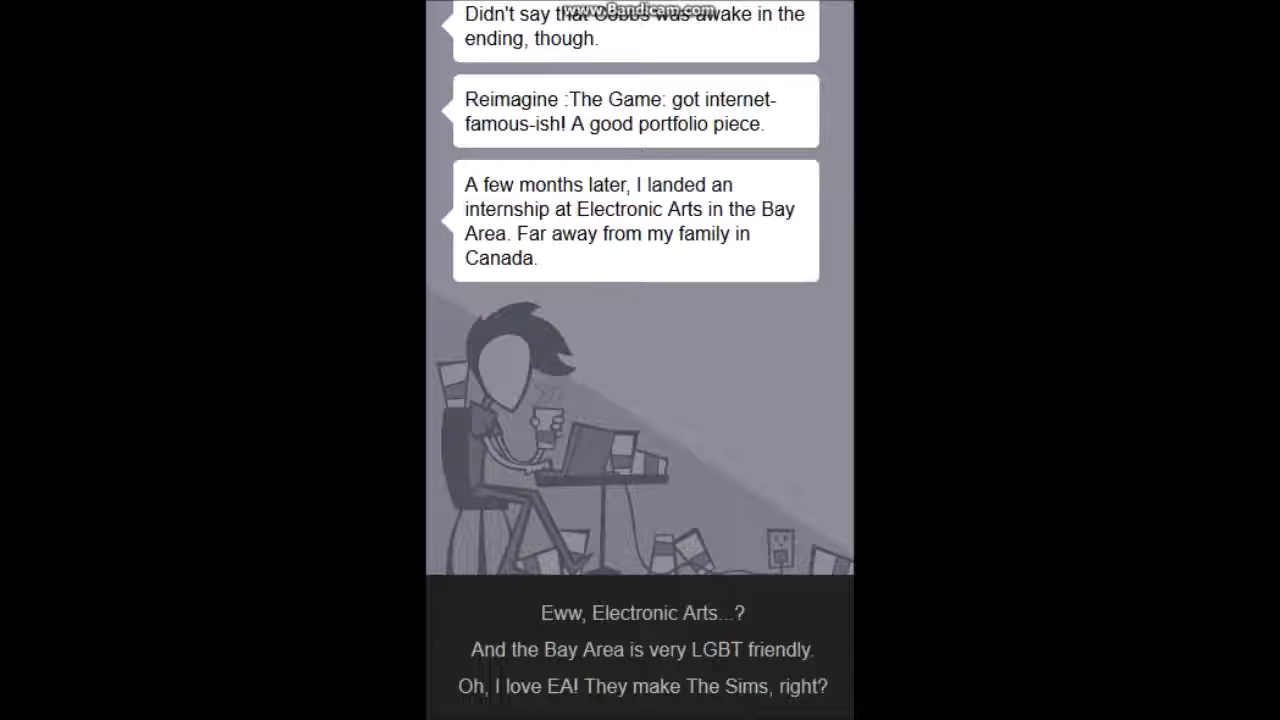 www.Bandicam.com
Didn't say that Cobbs was awake in the
ending, though.
Reimagine :The Game: got internet-
famous-ish! A good portfolio piece.
A few months later, I landed an
internship at Electronic Arts in the Bay
Area. Far away from my family in
Canada.
Eww, Electronic Arts...?
And the Bay Area is very LGBT friendly.
Oh, I love EA! They make The Sims, right?